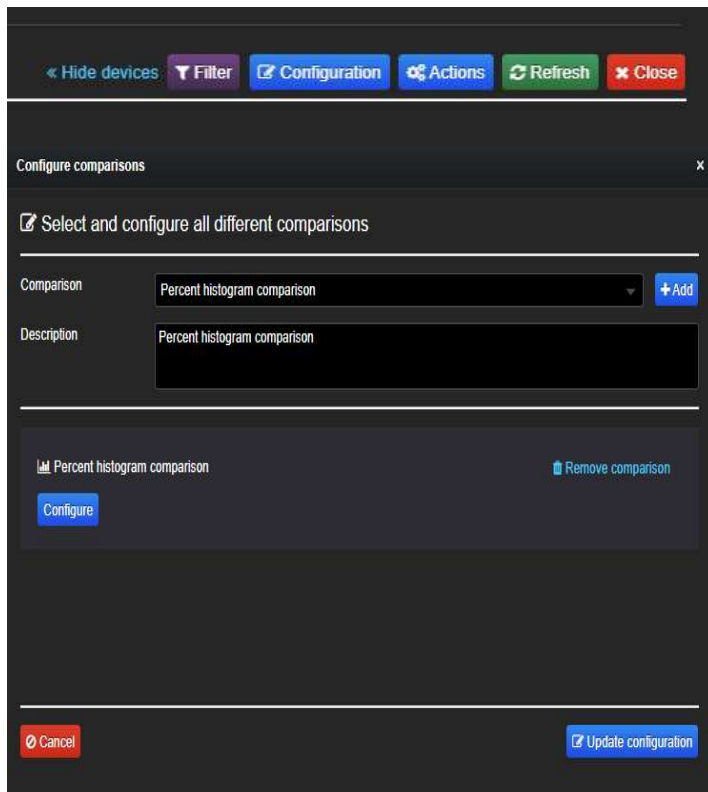 « Hide devices Filter Configuration Actions Refresh Close
Configure comparisons x
Select and configure all different comparisons
Comparison Percent histogram comparison +Add
Description Percent histogram comparison
Percent histogram comparison Remove comparison
Configure
Cancel Update configuration